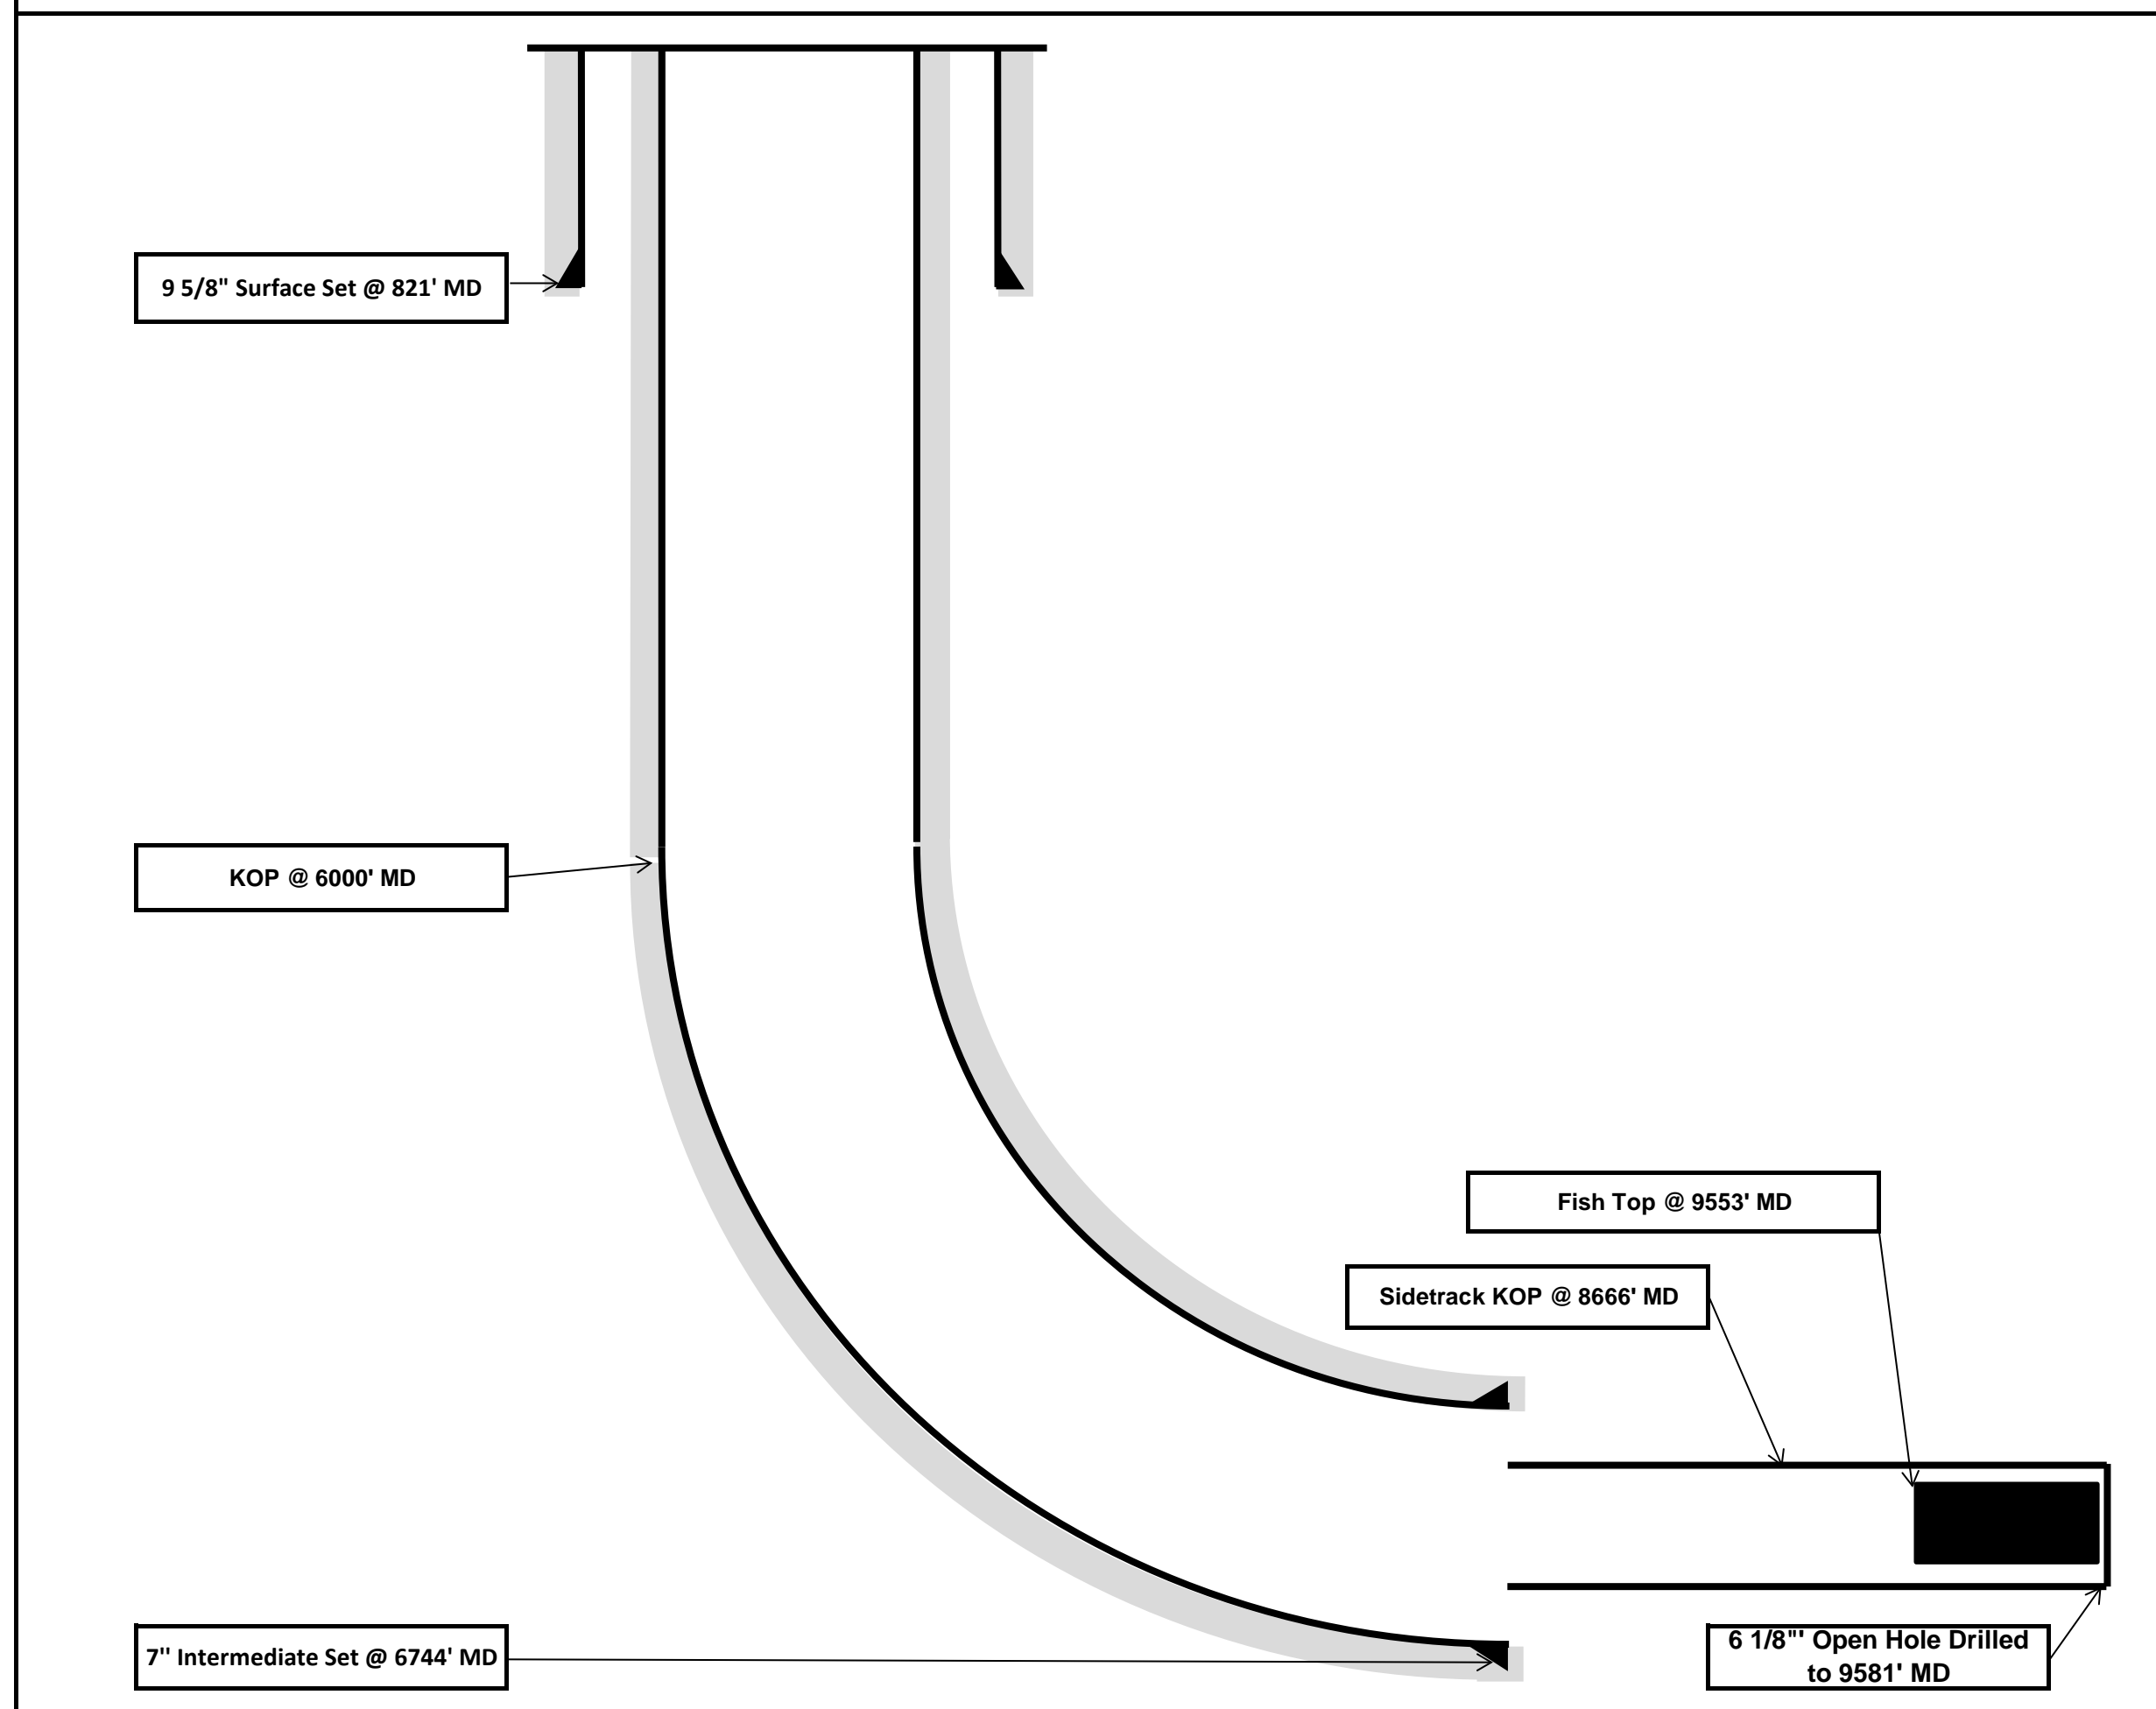 9 5/8" Surface Set @ 821' MD
KOP @ 6000' MD
Fish Top @ 9553' MD
Sidetrack KOP @ 8666' MD
7" Intermediate Set @ 6744' MD
6 1/8"' Open Hole Drilled
to 9581' MD